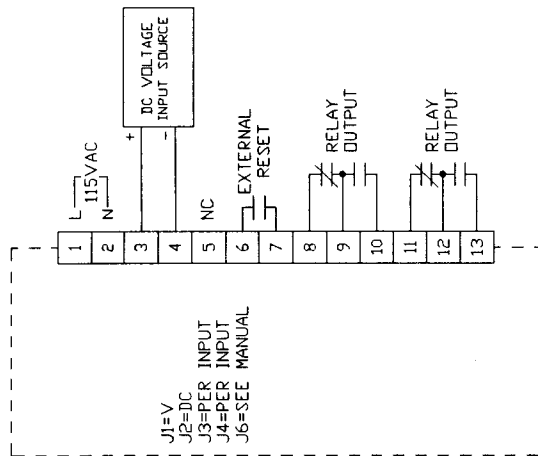 J1=V
J2=DC
J3=PER INPUT
J4=PER INPUT
J6=SEE MANUAL
1
2
3
4
5
6
7
8
9
10
11
12
13
L
115VAC
N
+
-
DC VOLTAGE
INPUT SOURCE
NC
EXTERNAL
RESET
RELAY
OUTPUT
RELAY
OUTPUT